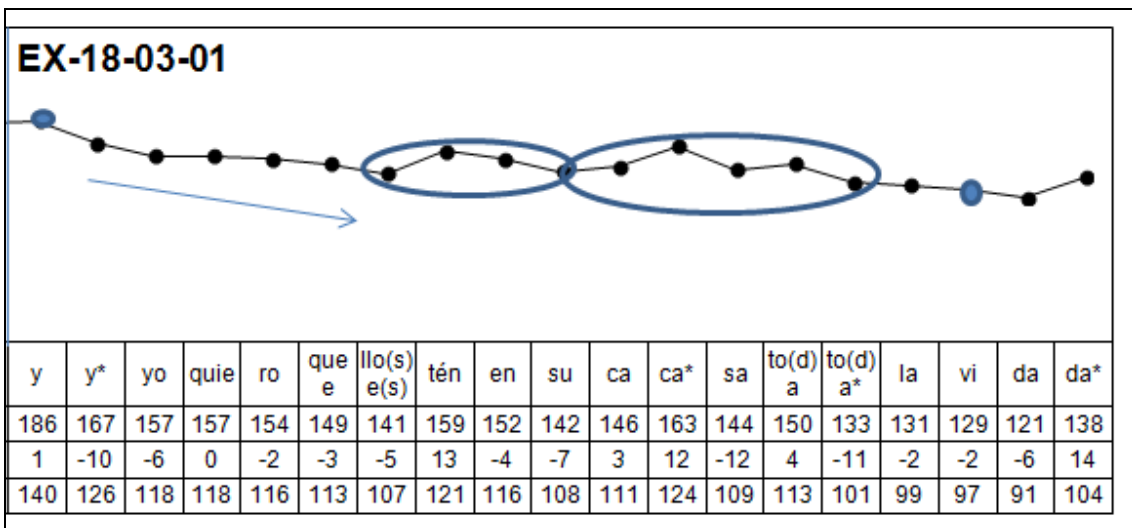 EX-18-03-01
y y* yo quie ro que e llo(s) e(s) tén en su ca ca* sa to(d) a to(d) a* la vi da da*
186 167 157 157 154 149 141 159 152 142 146 163 144 150 133 131 129 121 138
1 -10 -6 0 -2 -3 -5 13 -4 -7 3 12 -12 4 -11 -2 -2 -6 14
140 126 118 118 116 113 107 121 116 108 111 124 109 113 101 99 97 91 104